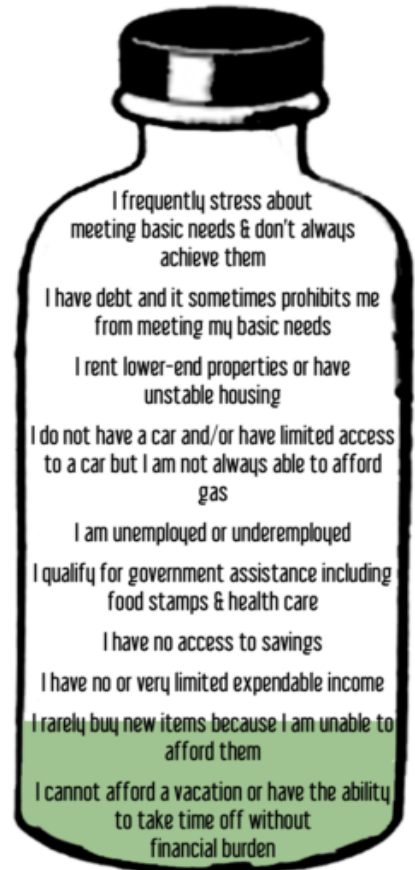 I frequently stress about
meeting basic needs & don't always
achieve them
I have debt and it sometimes prohibits me
from meeting my basic needs
I rent lower-end properties or have
unstable housing
I do not have a car and/or have limited access
to a car but I am not always able to afford
gas
I am unemployed or underemployed
I qualify for government assistance including
food stamps & health care
I have no access to savings
I have no or very limited expendable income
I rarely buy new items because I am unable to
afford them
I cannot afford a vacation or have the ability
to take time off without
financial burden